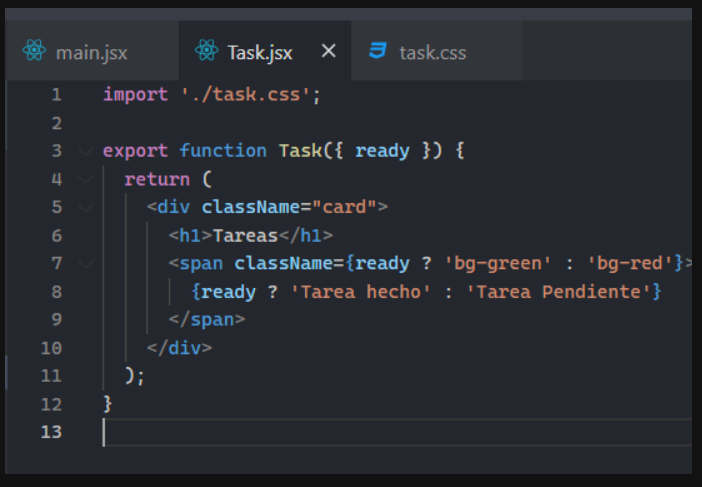 main.jsx Task.jsx × task.css
1 import './task.css';
2
3 export function Task({ ready }) {
4 return (
5 <div className="card">
6 <h1>Tareas</h1>
7 <span className={ready ? 'bg-green' : 'bg-red'}>
8 {ready ? 'Tarea hecho' : 'Tarea Pendiente'}
9 </span>
10 </div>
11 );
12 }
13